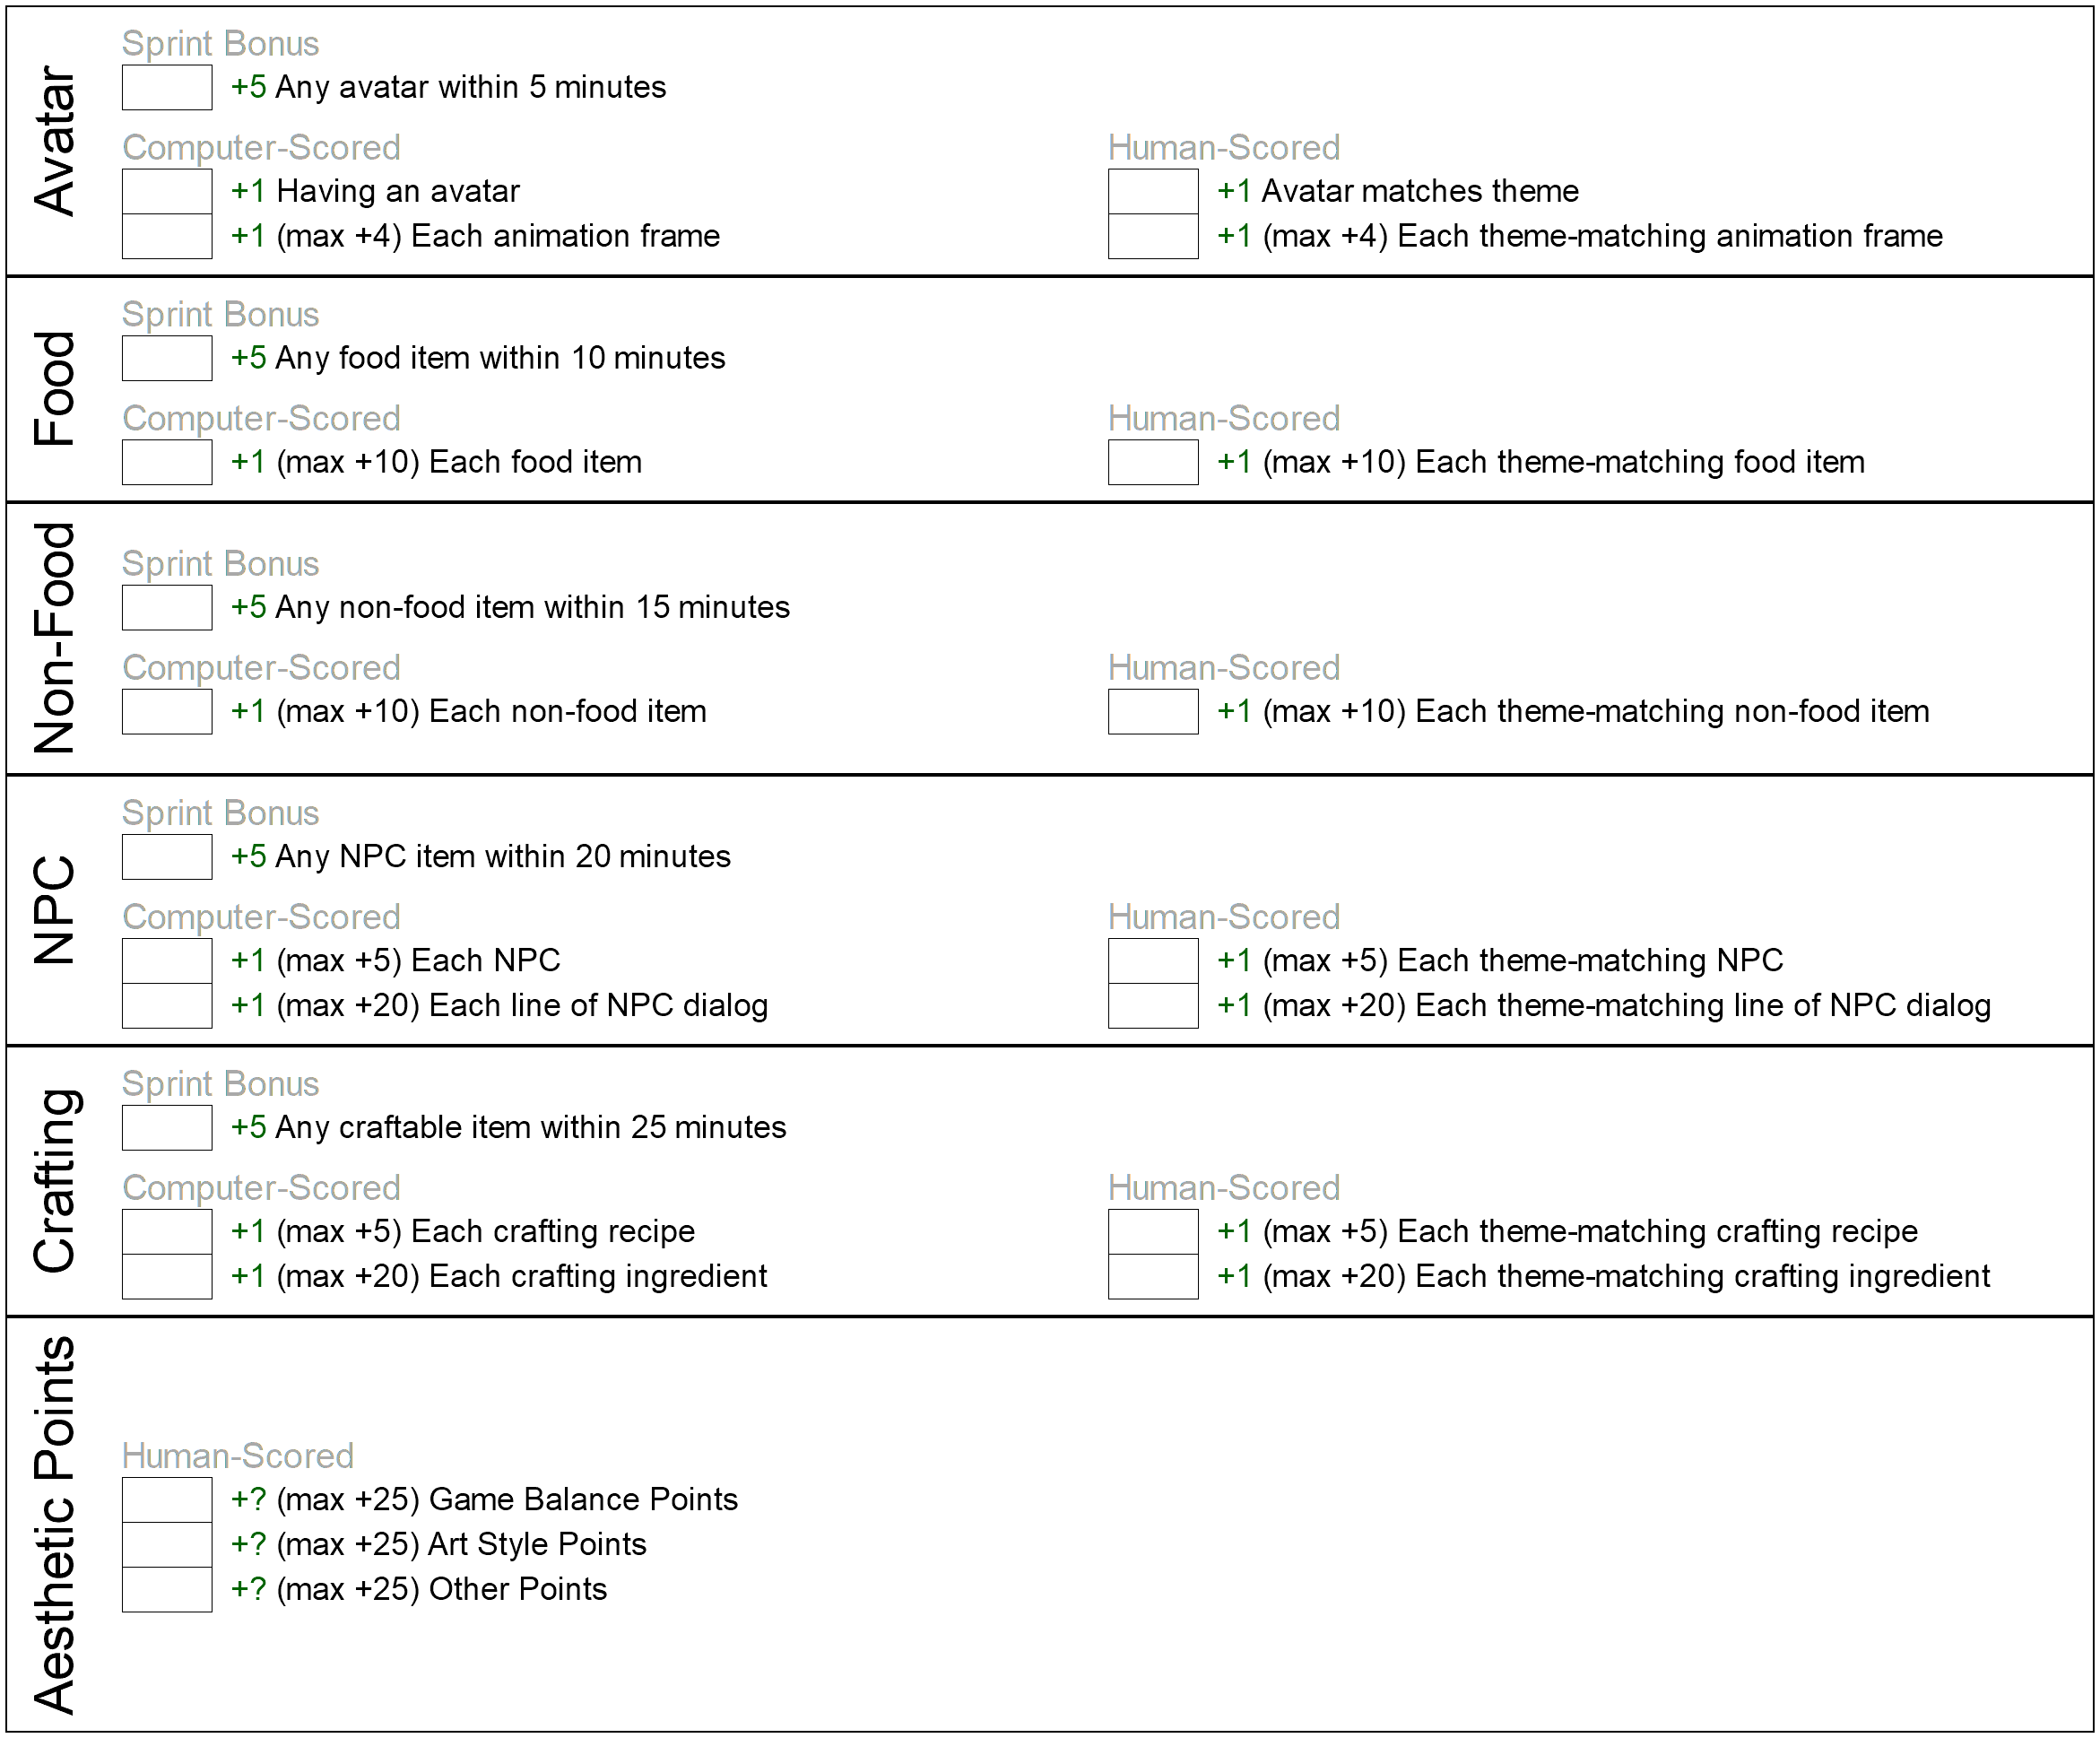 Avatar
Sprint Bonus
+5 Any avatar within 5 minutes
Computer-Scored
+1 Having an avatar
+1 (max +4) Each animation frame
Human-Scored
+1 Avatar matches theme
+1 (max +4) Each theme-matching animation frame
Food
Sprint Bonus
+5 Any food item within 10 minutes
Computer-Scored
+1 (max +10) Each food item
Human-Scored
+1 (max +10) Each theme-matching food item
Non-Food
Sprint Bonus
+5 Any non-food item within 15 minutes
Computer-Scored
+1 (max +10) Each non-food item
Human-Scored
+1 (max +10) Each theme-matching non-food item
NPC
Sprint Bonus
+5 Any NPC item within 20 minutes
Computer-Scored
+1 (max +5) Each NPC
+1 (max +20) Each line of NPC dialog
Human-Scored
+1 (max +5) Each theme-matching NPC
+1 (max +20) Each theme-matching line of NPC dialog
Crafting
Sprint Bonus
+5 Any craftable item within 25 minutes
Computer-Scored
+1 (max +5) Each crafting recipe
+1 (max +20) Each crafting ingredient
Human-Scored
+1 (max +5) Each theme-matching crafting recipe
+1 (max +20) Each theme-matching crafting ingredient
Aesthetic Points
Human-Scored
+? (max +25) Game Balance Points
+? (max +25) Art Style Points
+? (max +25) Other Points